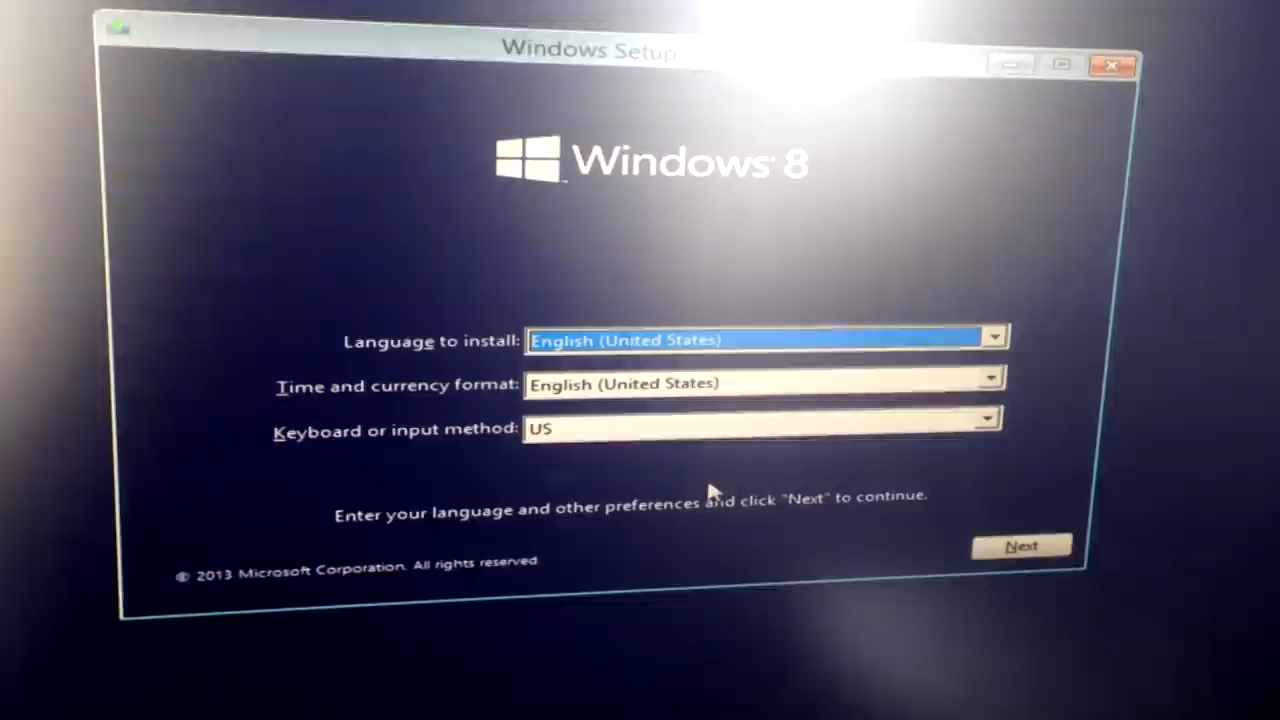 Windows Setup
Windows 8
Language to install: English (United States)
Time and currency format: English (United States)
Keyboard or input method: US
Enter your language and other preferences and click "Next" to continue.
Next
© 2013 Microsoft Corporation. All rights reserved.